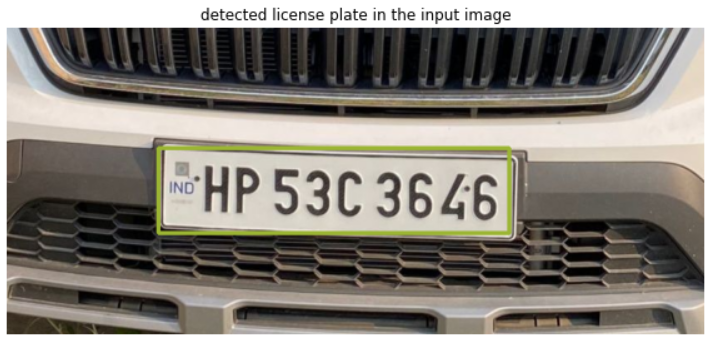 detected license plate in the input image
IND HP 53C 3646